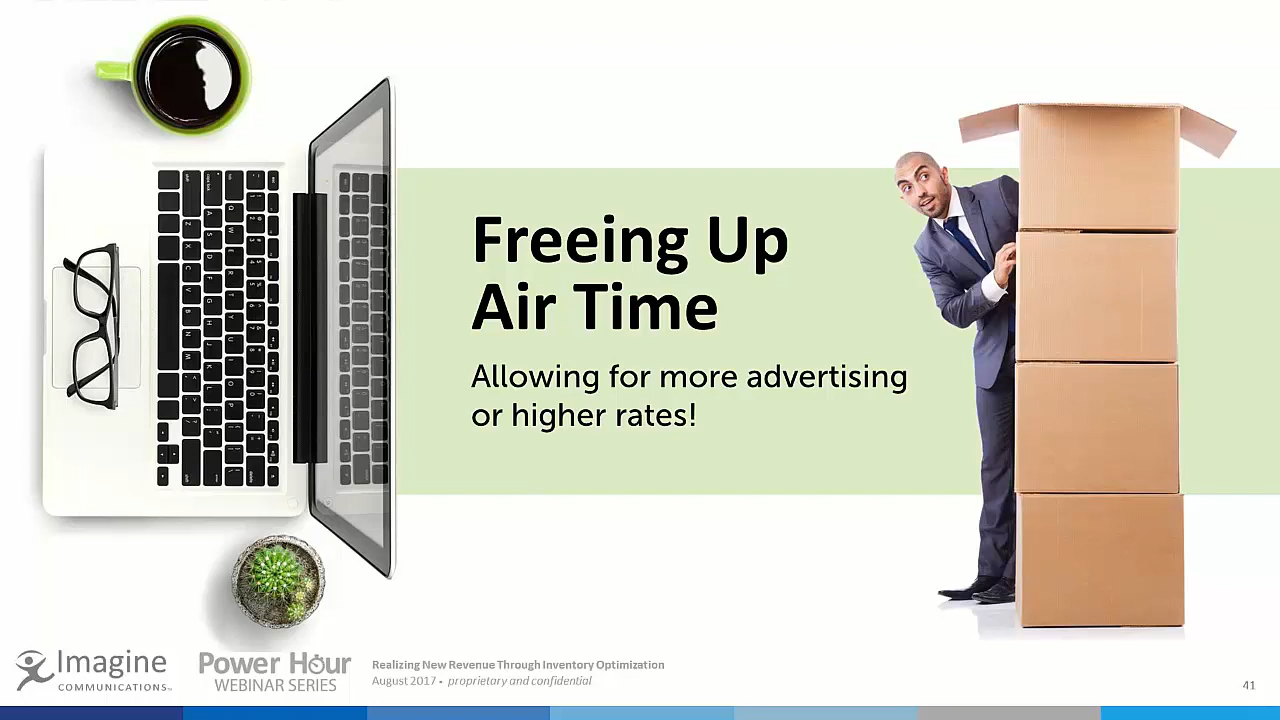 Freeing Up
Air Time
Allowing for more advertising
or higher rates!
Imagine
COMMUNICATIONS™
Power Hour
WEBINAR SERIES
Realizing New Revenue Through Inventory Optimization
August 2017 • proprietary and confidential
41